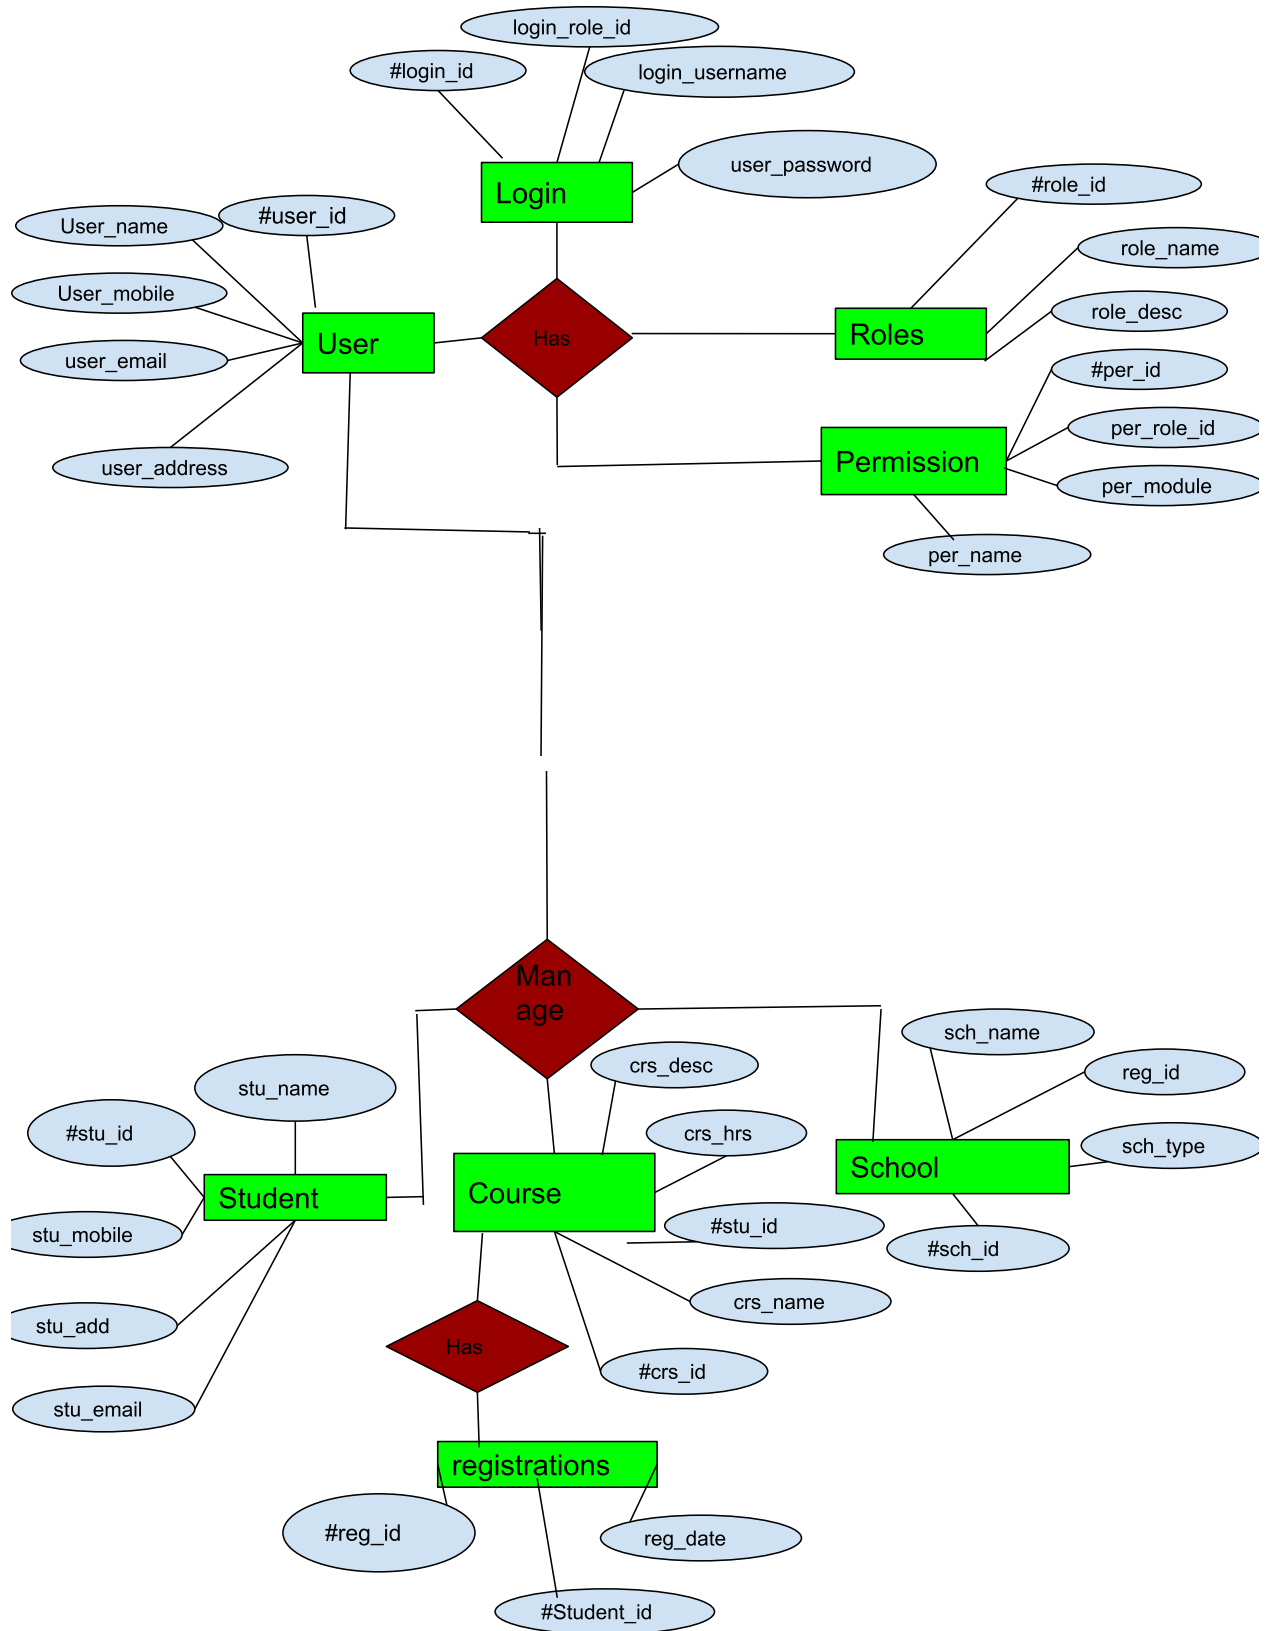 login_role_id
#login_id
login_username
user_password
Login
#role_id
User_name
#user_id
role_name
User_mobile
role_desc
User
Has
Roles
user_email
#per_id
per_role_id
user_address
Permission
per_module
per_name
Man
age
sch_name
crs_desc
reg_id
stu_name
#stu_id
crs_hrs
sch_type
School
Student
Course
stu_mobile
#stu_id
#sch_id
crs_name
stu_add
Has
#crs_id
stu_email
registrations
#reg_id
reg_date
#Student_id